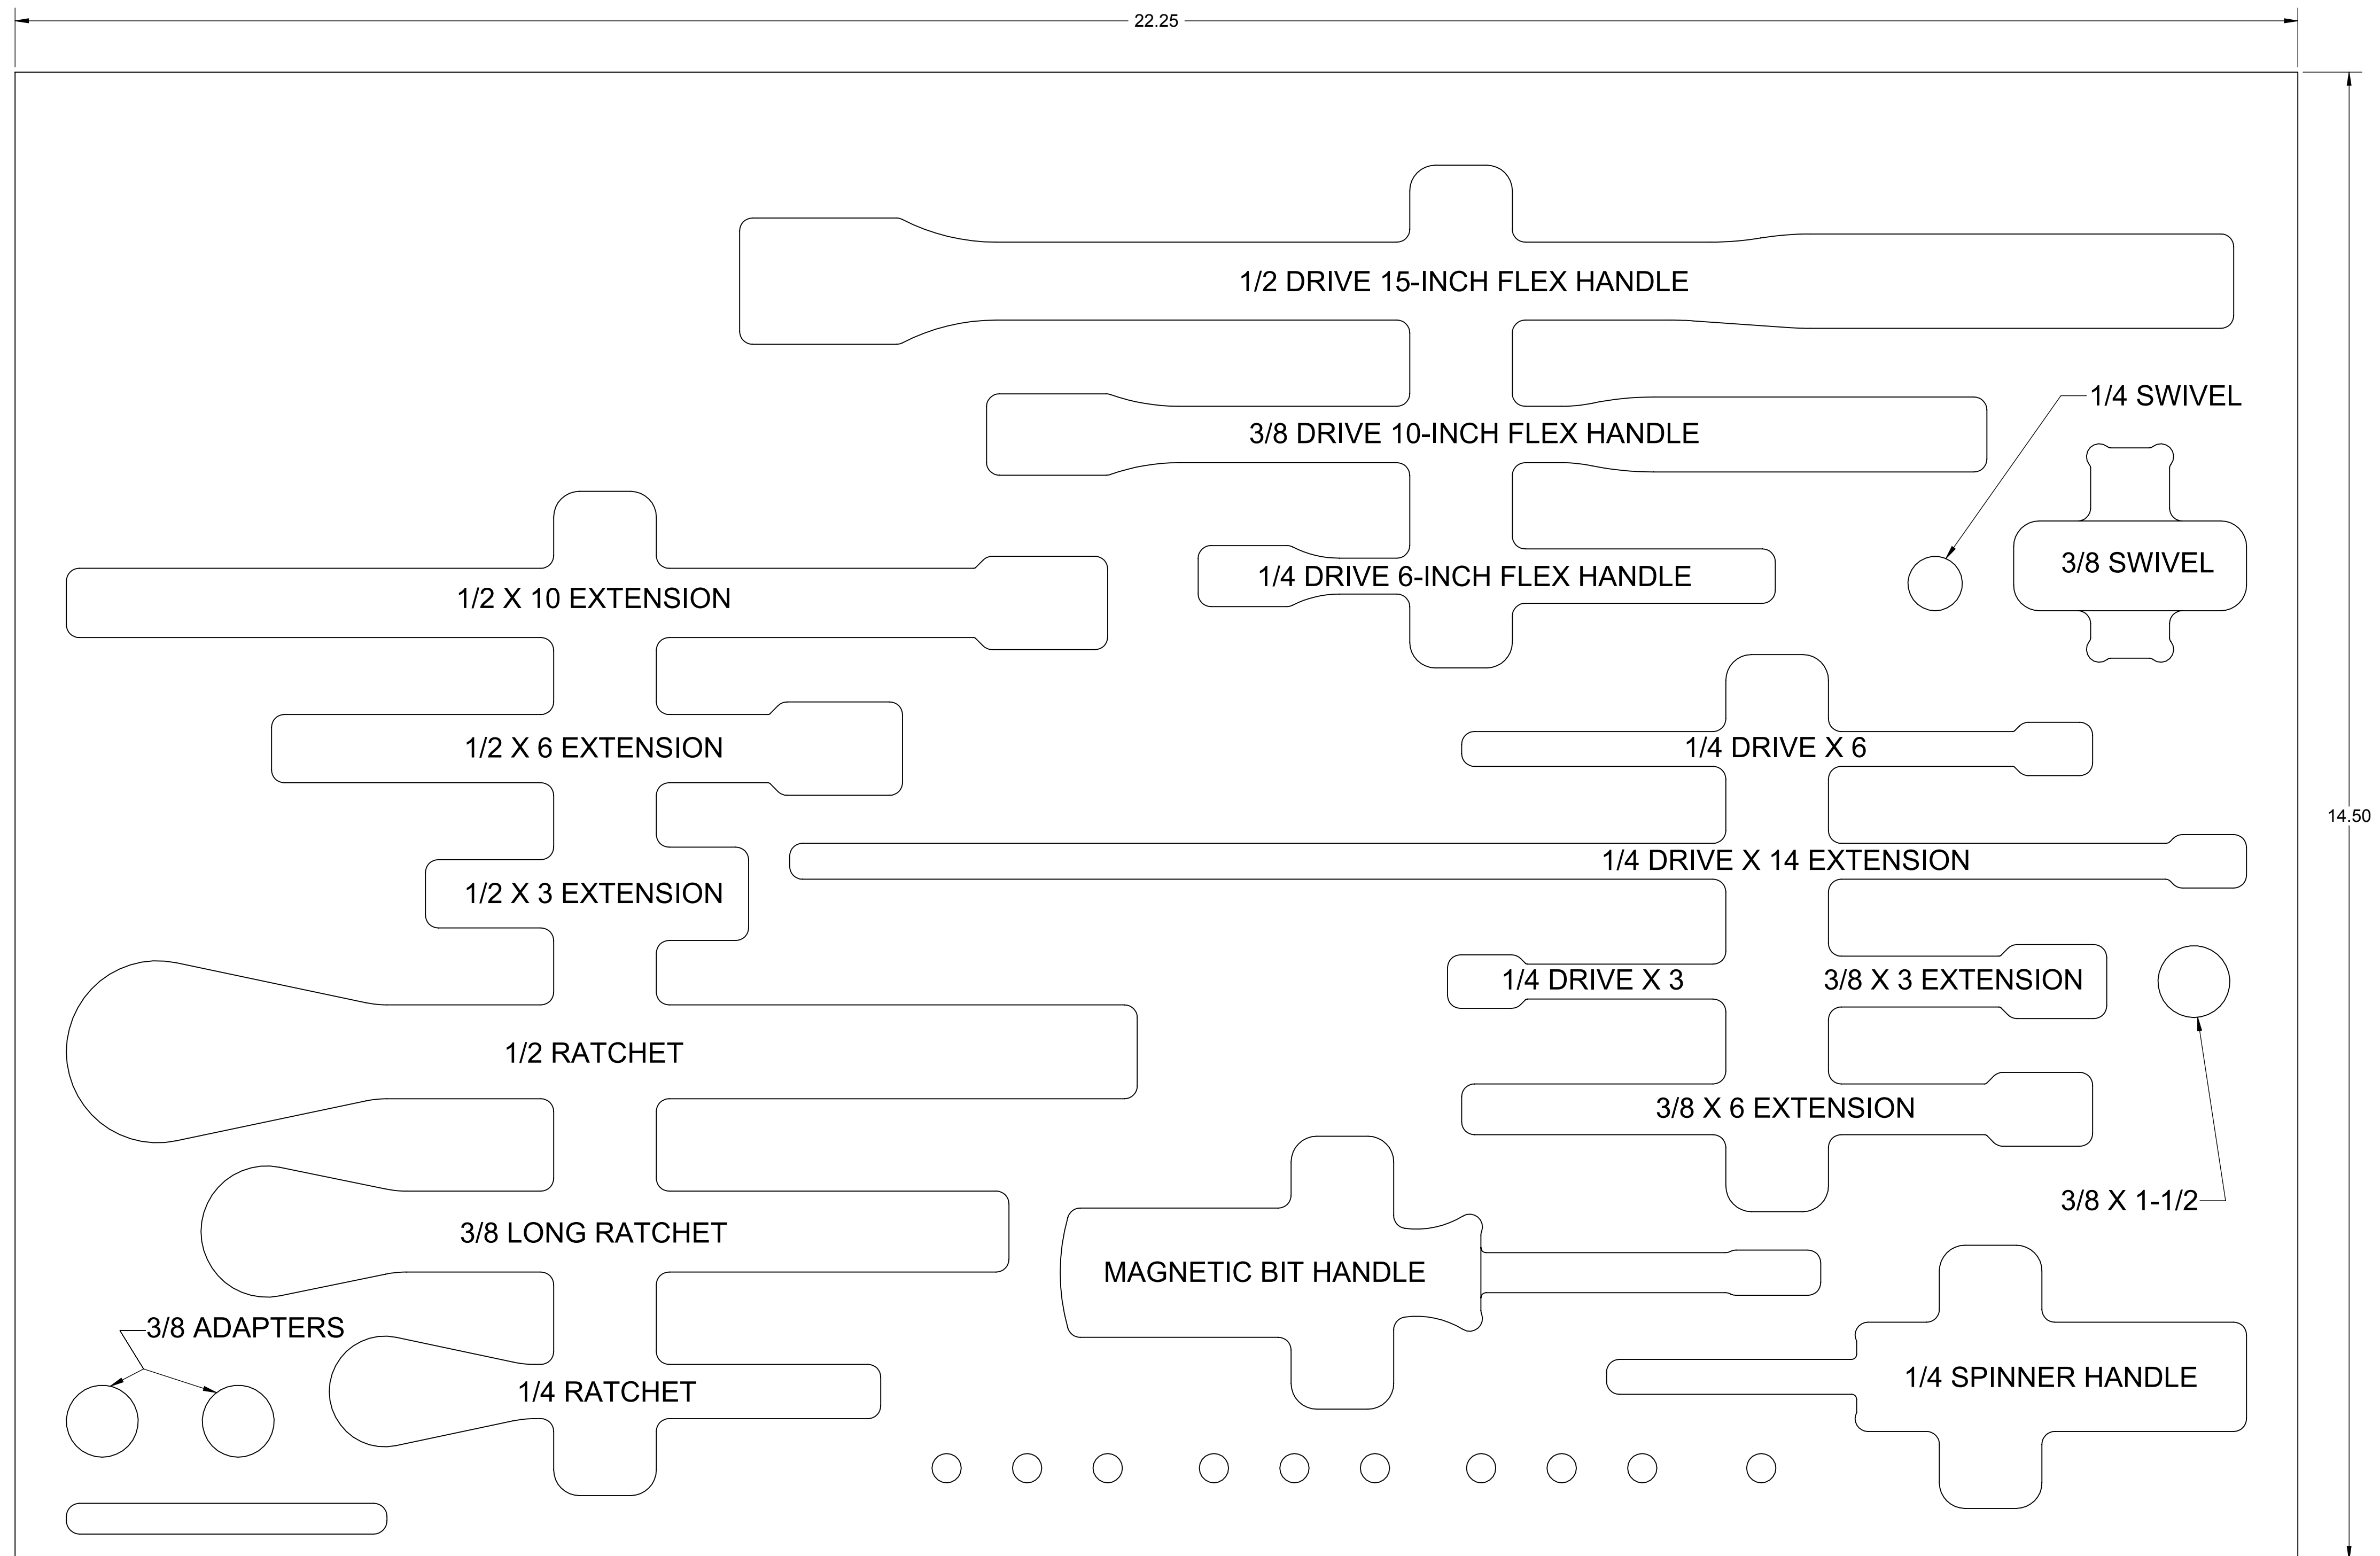 22.25
1/2 DRIVE 15-INCH FLEX HANDLE
1/4 SWIVEL
3/8 DRIVE 10-INCH FLEX HANDLE
3/8 SWIVEL
1/4 DRIVE 6-INCH FLEX HANDLE
1/2 X 10 EXTENSION
1/2 X 6 EXTENSION
1/4 DRIVE X 6
14.50
1/4 DRIVE X 14 EXTENSION
1/2 X 3 EXTENSION
1/4 DRIVE X 3
3/8 X 3 EXTENSION
1/2 RATCHET
3/8 X 6 EXTENSION
3/8 X 1-1/2
3/8 LONG RATCHET
MAGNETIC BIT HANDLE
3/8 ADAPTERS
1/4 SPINNER HANDLE
1/4 RATCHET